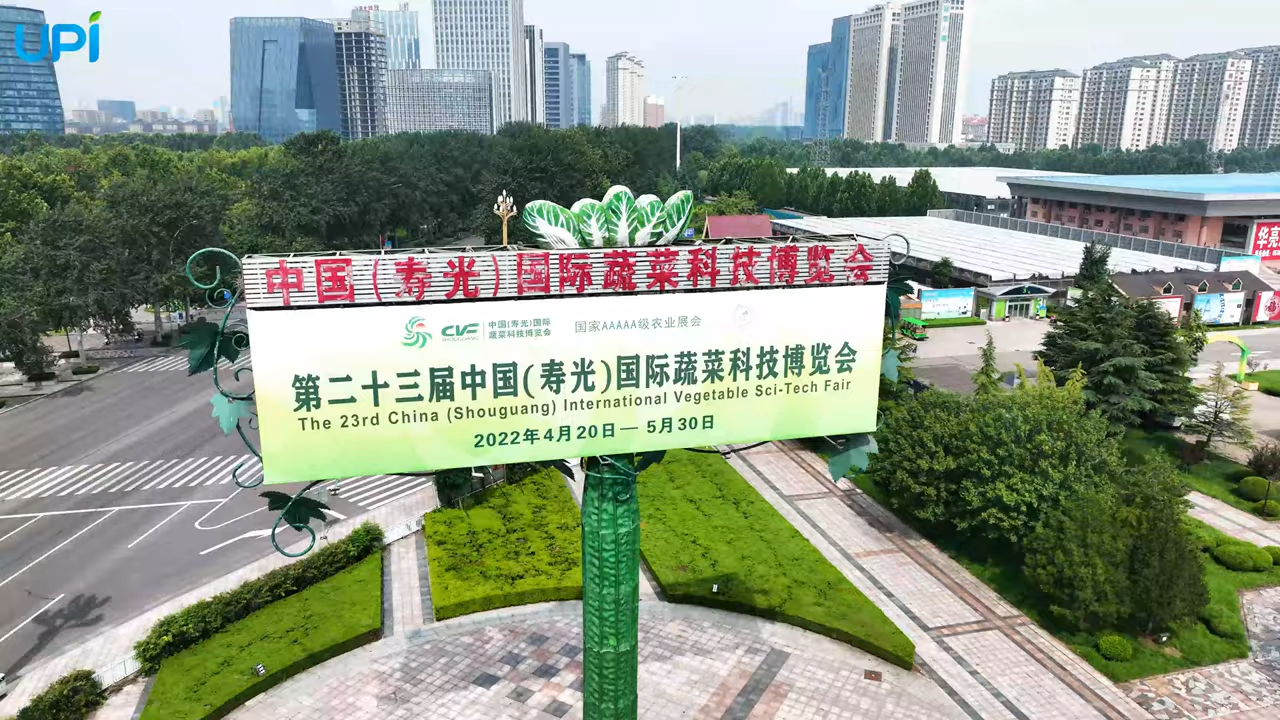 UPi
中国(寿光)国际蔬菜科技博览会
CVF
SHOUGUANG
中国(寿光)国际
蔬菜科技博览会
国家AAAAA级农业展会
第二十三届中国(寿光)国际蔬菜科技博览会
The 23rd China (Shouguang) International Vegetable Sci-Tech Fair
2022年4月20日—5月30日